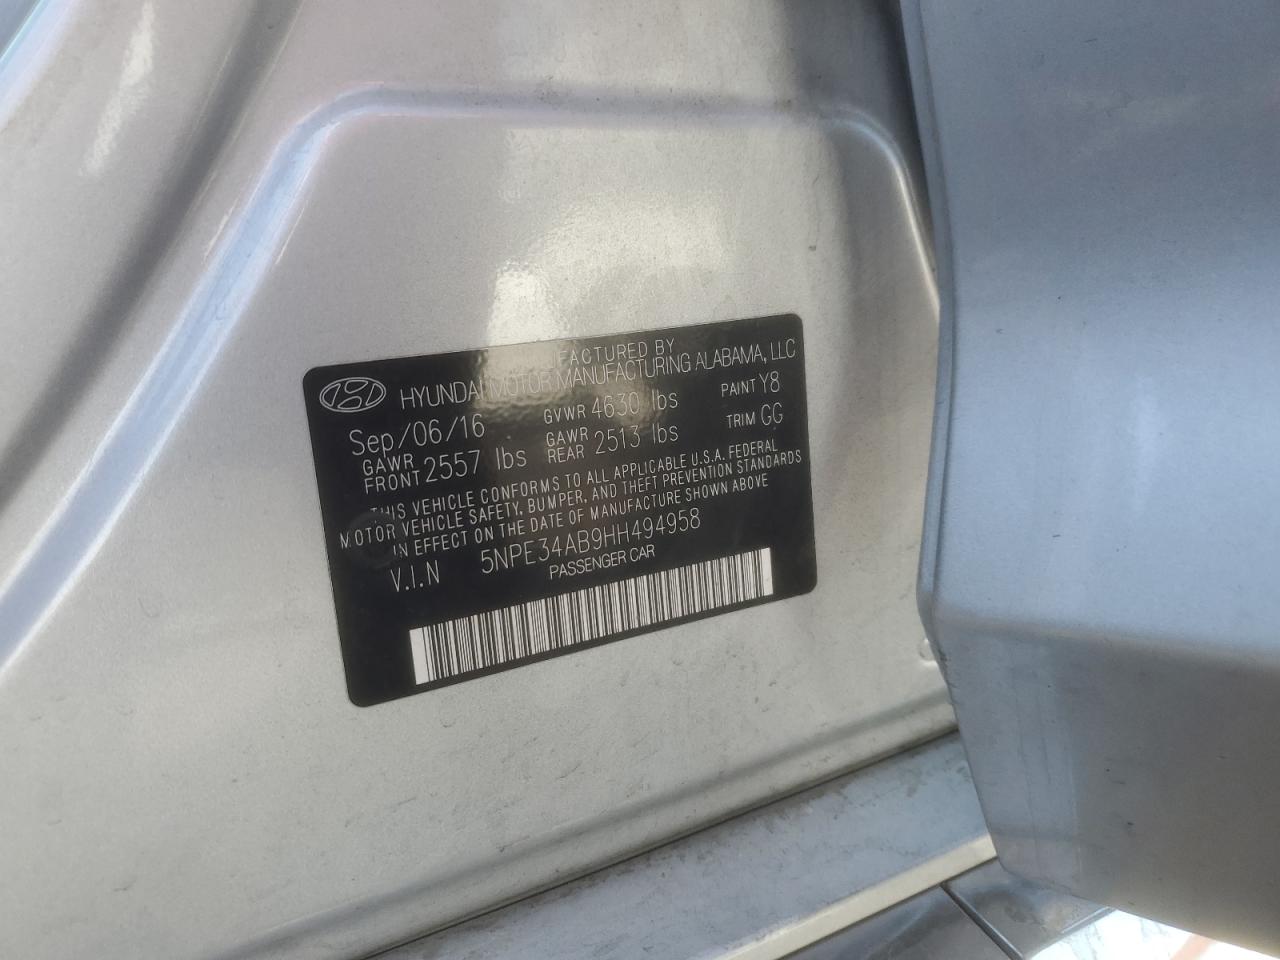 FACTURED BY
HYUNDAI MOTOR MANUFACTURING ALABAMA, LLC
Sep/06/16 GVWR 4630 lbs PAINT Y8
GAWR FRONT 2557 lbs GAWR REAR 2513 lbs TRIM GG
THIS VEHICLE CONFORMS TO ALL APPLICABLE U.S.A. FEDERAL
MOTOR VEHICLE SAFETY, BUMPER, AND THEFT PREVENTION STANDARDS
IN EFFECT ON THE DATE OF MANUFACTURE SHOWN ABOVE
V.I.N 5NPE34AB9HH494958
PASSENGER CAR